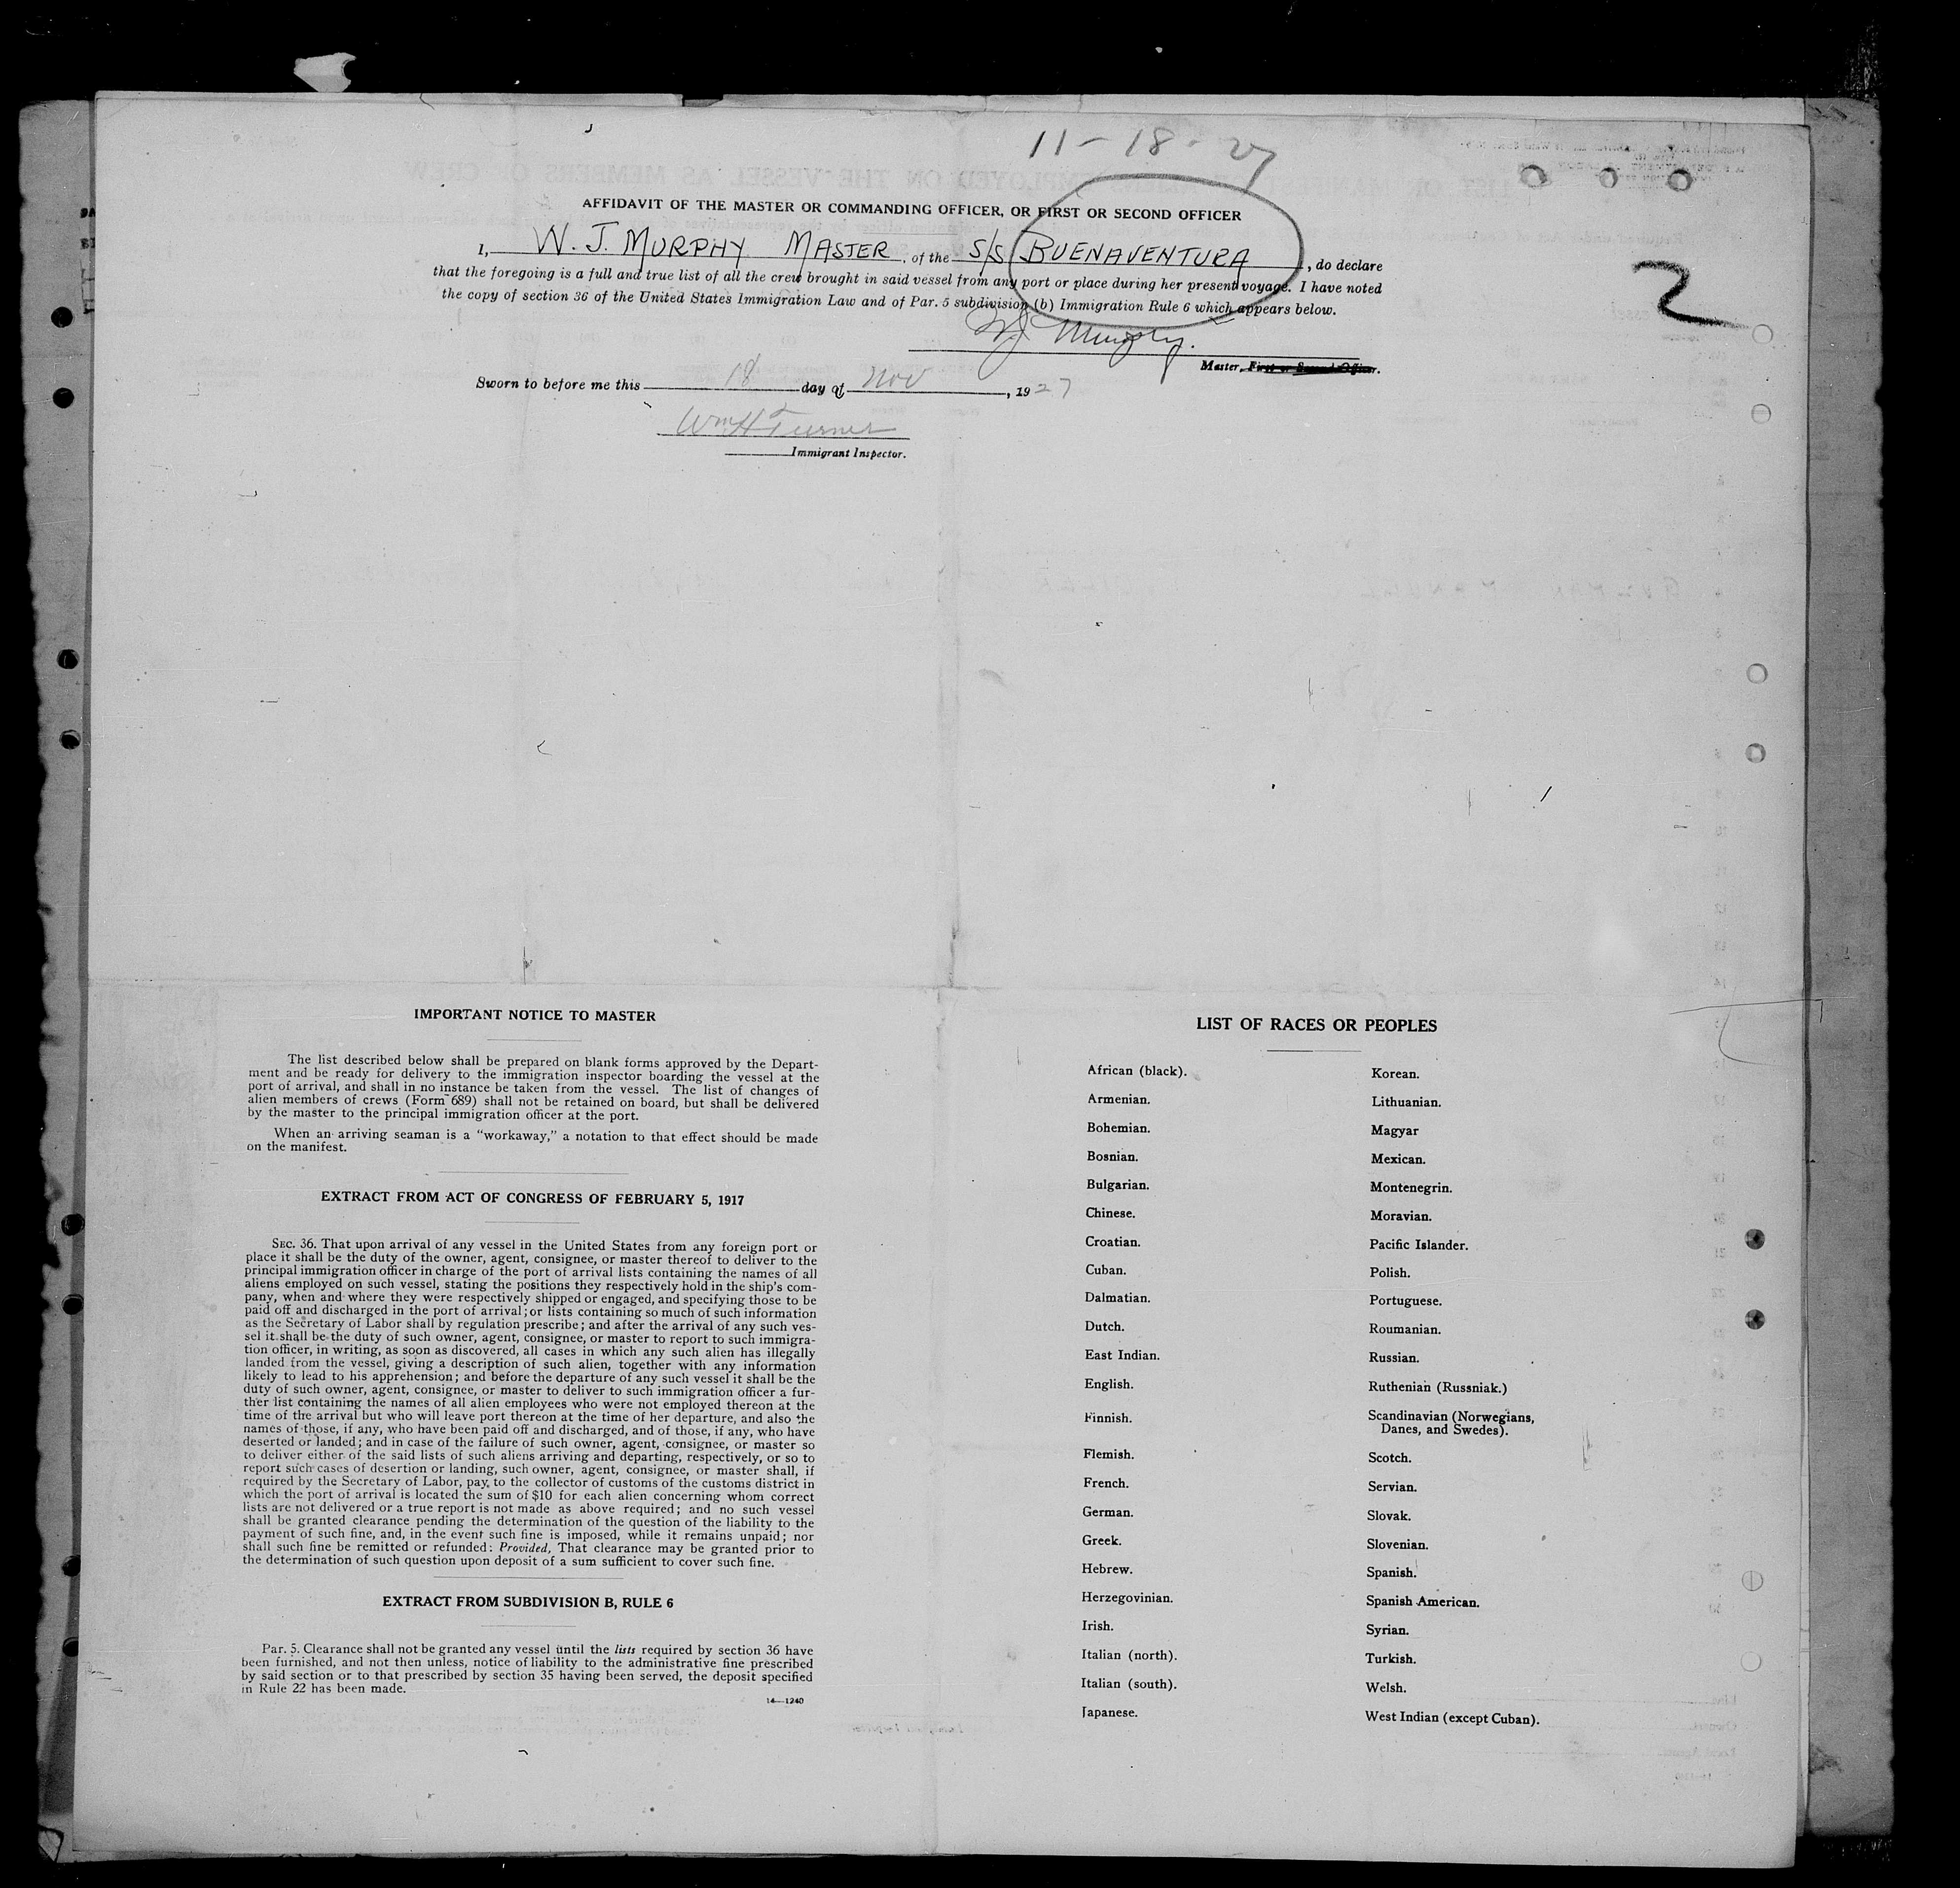 11-18-27
AFFIDAVIT OF THE MASTER OR COMMANDING OFFICER, OR FIRST OR SECOND OFFICER
I, W. J. MURPHY MASTER, of the S/S BUENAVENTURA, do declare
that the foregoing is a full and true list of all the crew brought in said vessel from any port or place during her present voyage. I have noted
the copy of section 36 of the United States Immigration Law and of Par. 5 subdivision (b) Immigration Rule 6 which appears below.
2
WJ Murphy.
Master, First or Second Officer.
Sworn to before me this 18 day of Nov, 1927
Wm H Turner
Immigrant Inspector.
IMPORTANT NOTICE TO MASTER
The list described below shall be prepared on blank forms approved by the Depart-
ment and be ready for delivery to the immigration inspector boarding the vessel at the
port of arrival, and shall in no instance be taken from the vessel. The list of changes of
alien members of crews (Form 689) shall not be retained on board, but shall be delivered
by the master to the principal immigration officer at the port.
When an arriving seaman is a "workaway," a notation to that effect should be made
on the manifest.
EXTRACT FROM ACT OF CONGRESS OF FEBRUARY 5, 1917
SEC. 36. That upon arrival of any vessel in the United States from any foreign port or
place it shall be the duty of the owner, agent, consignee, or master thereof to deliver to the
principal immigration officer in charge of the port of arrival lists containing the names of all
aliens employed on such vessel, stating the positions they respectively hold in the ship's com-
pany, when and where they were respectively shipped or engaged, and specifying those to be
paid off and discharged in the port of arrival; or lists containing so much of such information
as the Secretary of Labor shall by regulation prescribe; and after the arrival of any such ves-
sel it shall be the duty of such owner, agent, consignee, or master to report to such immigra-
tion officer, in writing, as soon as discovered, all cases in which any such alien has illegally
landed from the vessel, giving a description of such alien, together with any information
likely to lead to his apprehension; and before the departure of any such vessel it shall be the
duty of such owner, agent, consignee, or master to deliver to such immigration officer a fur-
ther list containing the names of all alien employees who were not employed thereon at the
time of the arrival but who will leave port thereon at the time of her departure, and also the
names of those, if any, who have been paid off and discharged, and of those, if any, who have
deserted or landed; and in case of the failure of such owner, agent, consignee, or master so
to deliver either of the said lists of such aliens arriving and departing, respectively, or so to
report such cases of desertion or landing, such owner, agent, consignee, or master shall, if
required by the Secretary of Labor, pay to the collector of customs of the customs district in
which the port of arrival is located the sum of $10 for each alien concerning whom correct
lists are not delivered or a true report is not made as above required; and no such vessel
shall be granted clearance pending the determination of the question of the liability to the
payment of such fine, and, in the event such fine is imposed, while it remains unpaid; nor
shall such fine be remitted or refunded: Provided, That clearance may be granted prior to
the determination of such question upon deposit of a sum sufficient to cover such fine.
EXTRACT FROM SUBDIVISION B, RULE 6
Par. 5. Clearance shall not be granted any vessel until the lists required by section 36 have
been furnished, and not then unless, notice of liability to the administrative fine prescribed
by said section or to that prescribed by section 35 having been served, the deposit specified
in Rule 22 has been made.
14—1240
LIST OF RACES OR PEOPLES
African (black).
Armenian.
Bohemian.
Bosnian.
Bulgarian.
Chinese.
Croatian.
Cuban.
Dalmatian.
Dutch.
East Indian.
English.
Finnish.
Flemish.
French.
German.
Greek.
Hebrew.
Herzegovinian.
Irish.
Italian (north).
Italian (south).
Japanese.
Korean.
Lithuanian.
Magyar
Mexican.
Montenegrin.
Moravian.
Pacific Islander.
Polish.
Portuguese.
Roumanian.
Russian.
Ruthenian (Russniak.)
Scandinavian (Norwegians,
Danes, and Swedes).
Scotch.
Servian.
Slovak.
Slovenian.
Spanish.
Spanish American.
Syrian.
Turkish.
Welsh.
West Indian (except Cuban).